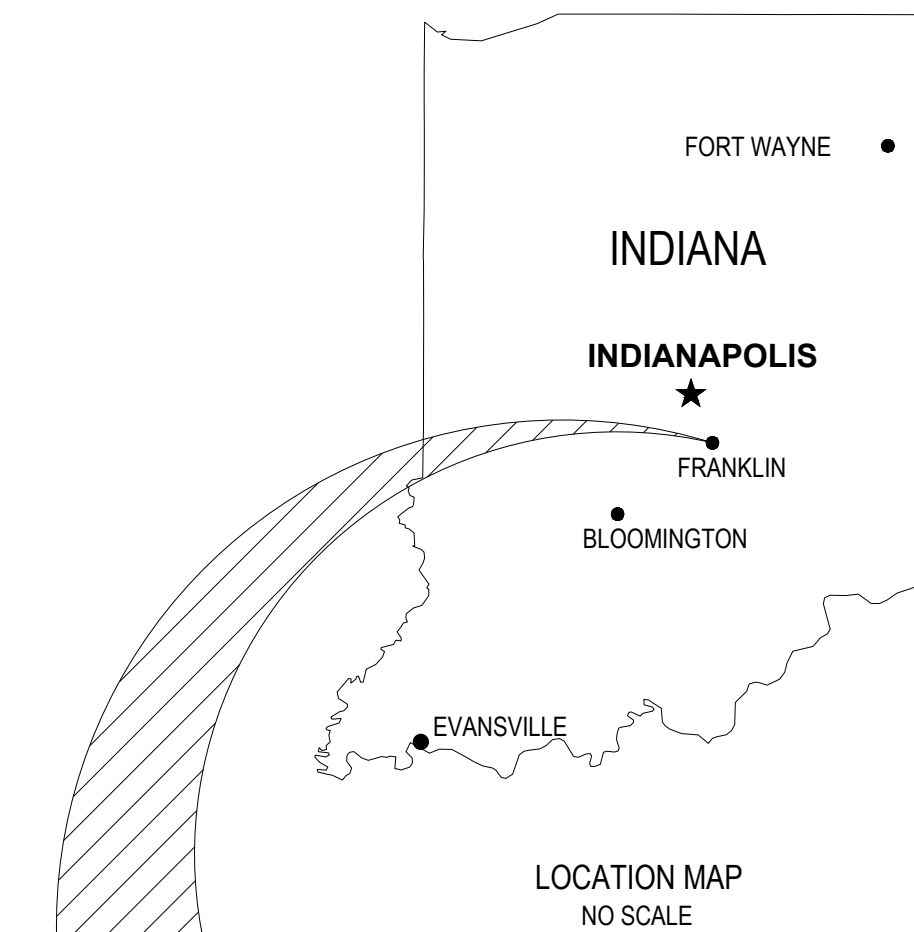 FORT WAYNE
INDIANA
INDIANAPOLIS
FRANKLIN
BLOOMINGTON
EVANSVILLE
LOCATION MAP
NO SCALE